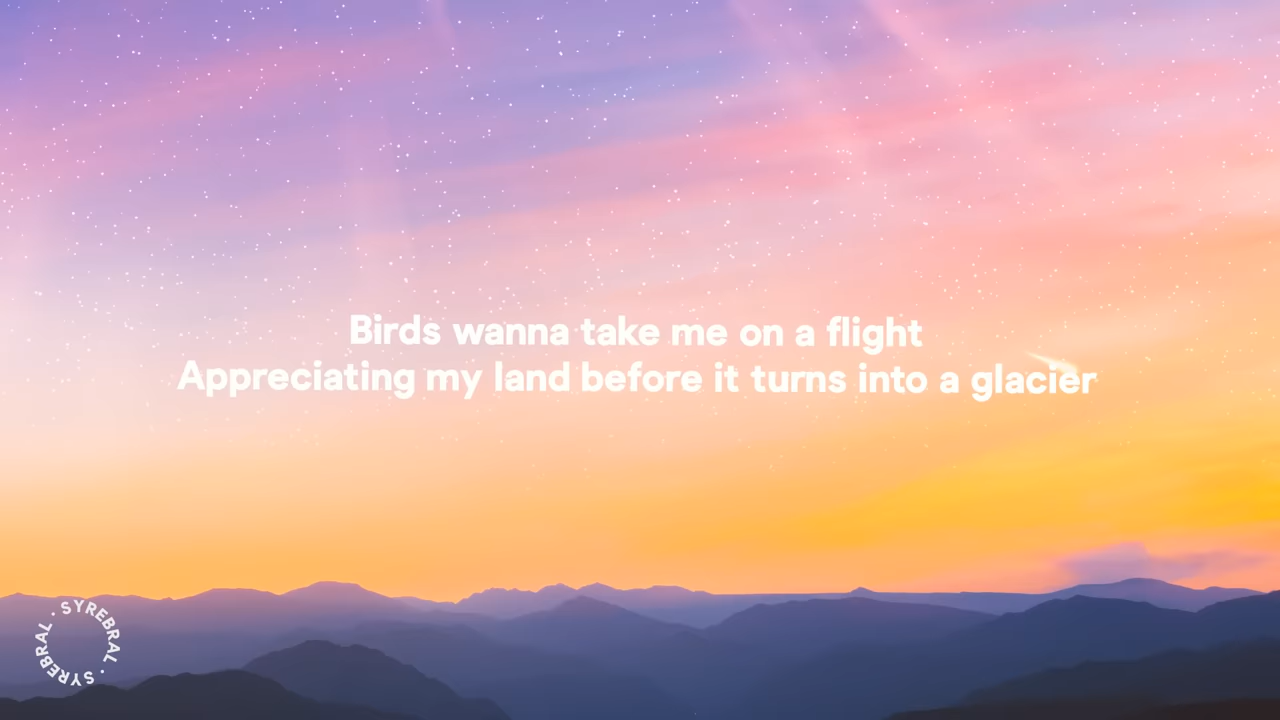 Birds wanna take me on a flight
Appreciating my land before it turns into a glacier
SYREBRAL · SYREBRAL ·